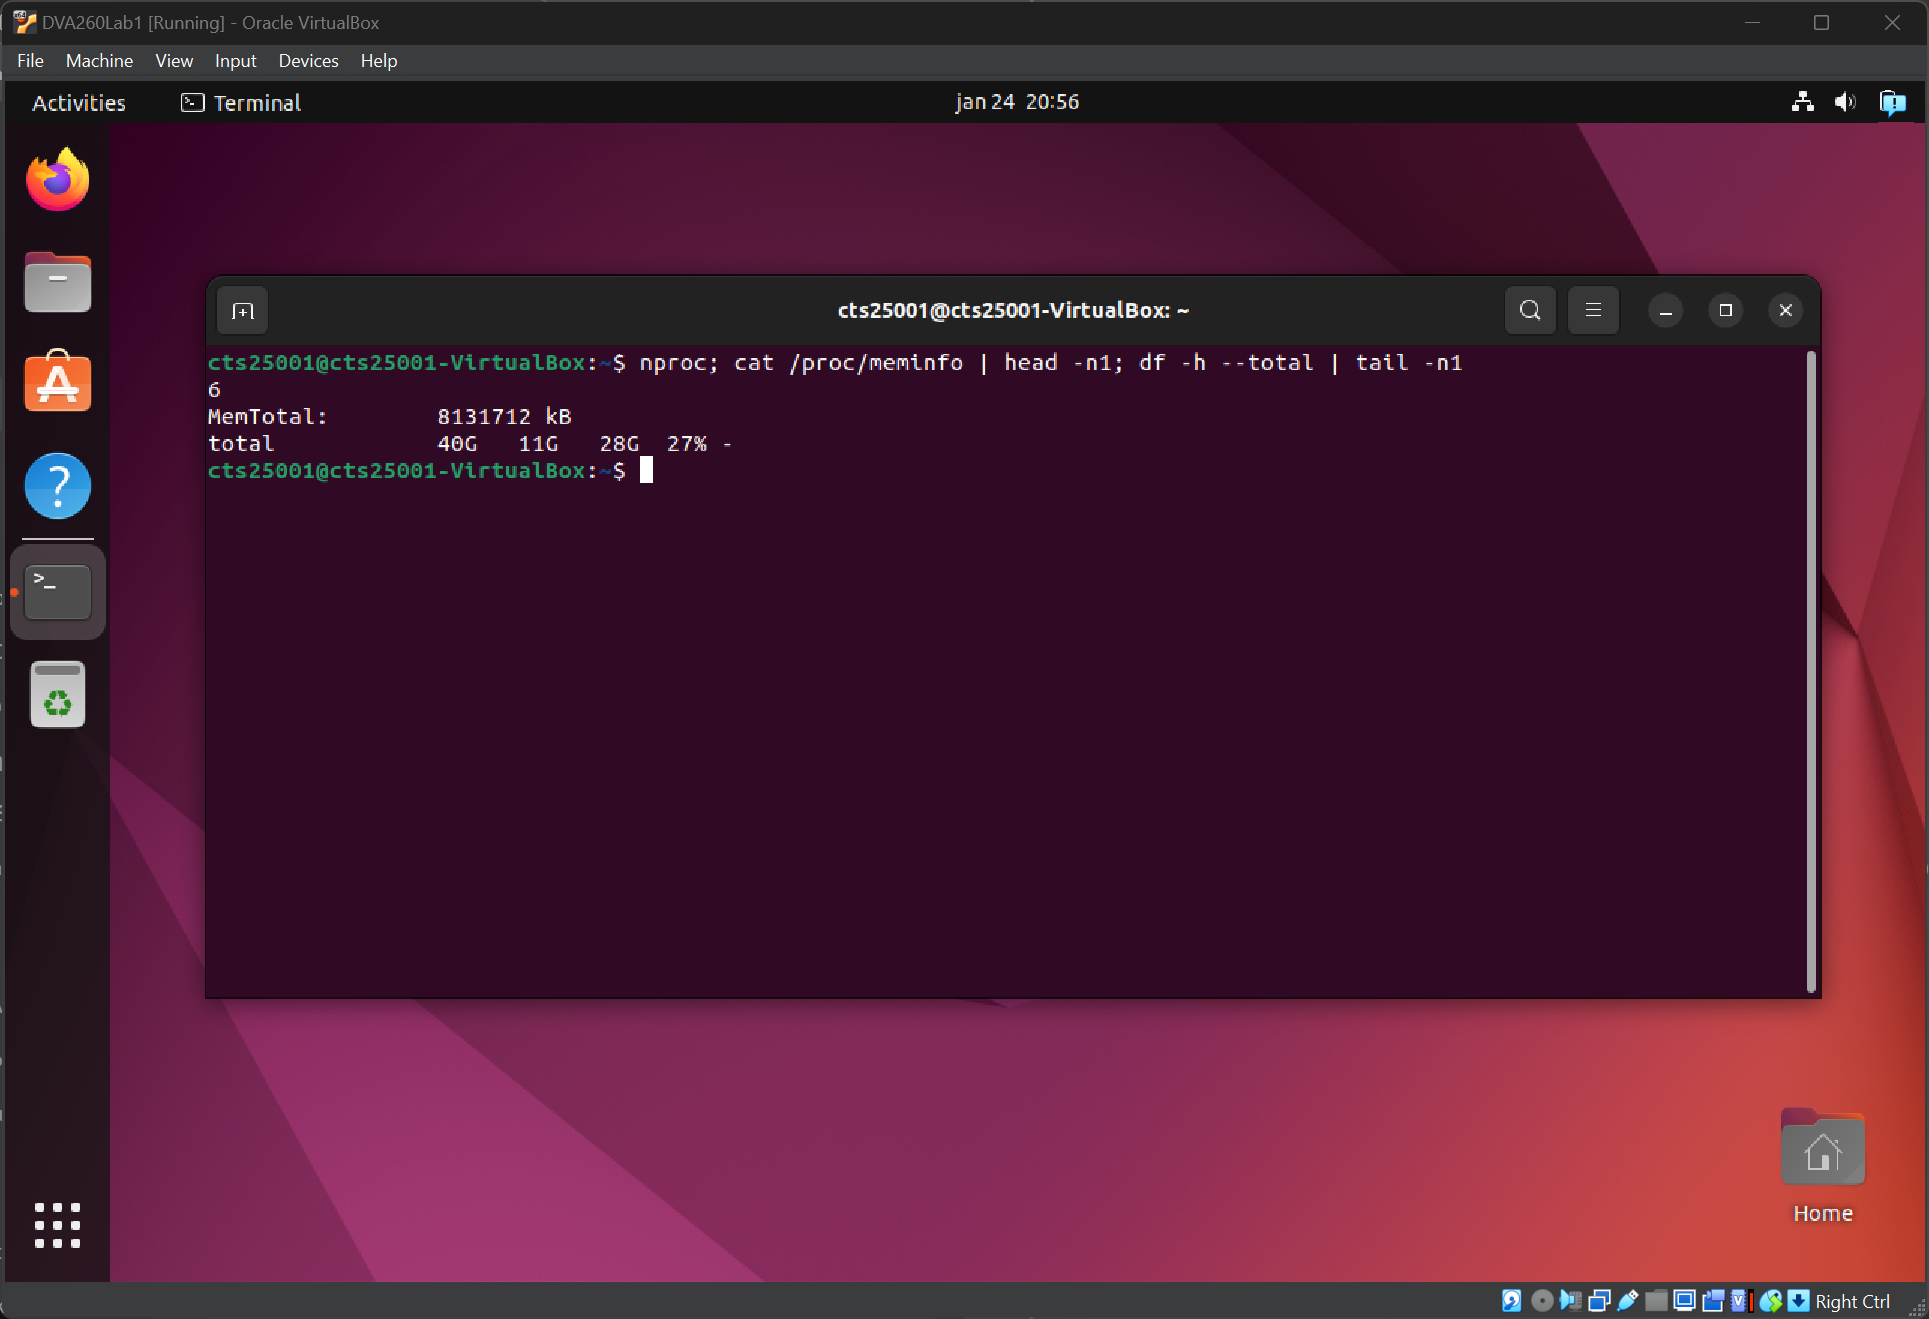 DVA260Lab1 [Running] - Oracle VirtualBox
File Machine View Input Devices Help
Activities Terminal jan 24 20:56
cts25001@cts25001-VirtualBox: ~
cts25001@cts25001-VirtualBox:~$ nproc; cat /proc/meminfo | head -n1; df -h --total | tail -n1
6
MemTotal: 8131712 kB
total 40G 11G 28G 27% -
cts25001@cts25001-VirtualBox:~$
Home
Right Ctrl